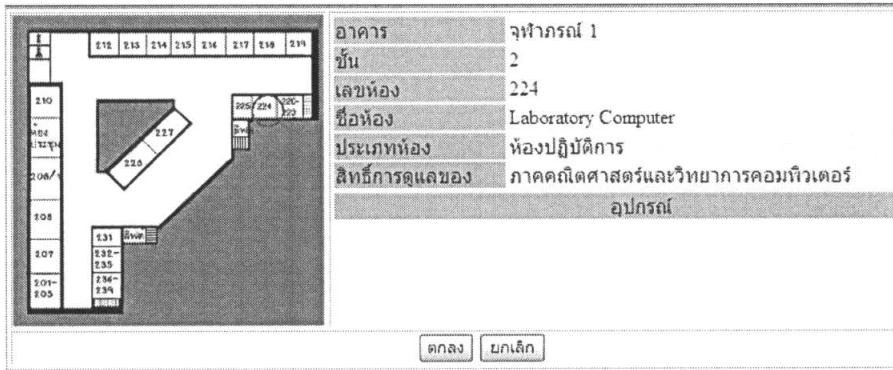 212 213 214 215 216 217 218 219
210
ห้อง
ประชุม
208/1
208
207
201-
205
225 224 220-
222
ลิฟต์
227
226
231 ลิฟต์
232-
235
236-
239
อาคาร จุฬาภรณ์ 1
ชั้น 2
เลขห้อง 224
ชื่อห้อง Laboratory Computer
ประเภทห้อง ห้องปฏิบัติการ
สิทธิ์การดูแลของ ภาคคณิตศาสตร์และวิทยาการคอมพิวเตอร์
อุปกรณ์
ตกลง ยกเลิก